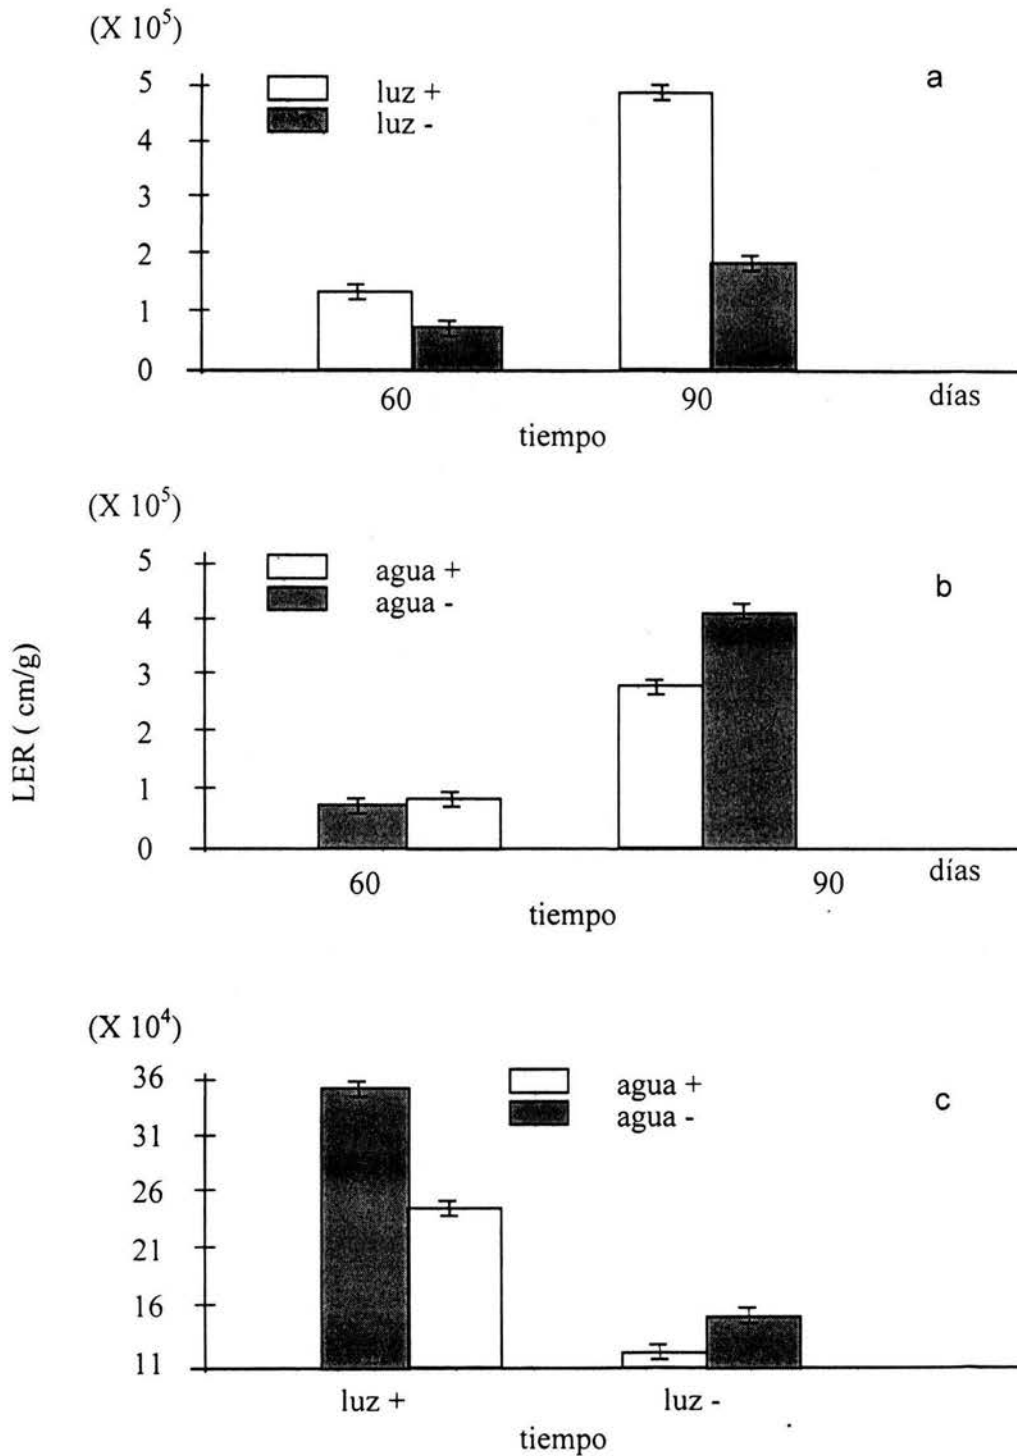 (X 10⁵)
a
luz +
luz -
5
4
3
2
1
0
60
90
días
tiempo
(X 10⁵)
b
agua +
agua -
5
4
3
2
1
0
60
90
días
tiempo
LER ( cm/g)
(X 10⁴)
c
agua +
agua -
36
31
26
21
16
11
luz +
luz -
tiempo